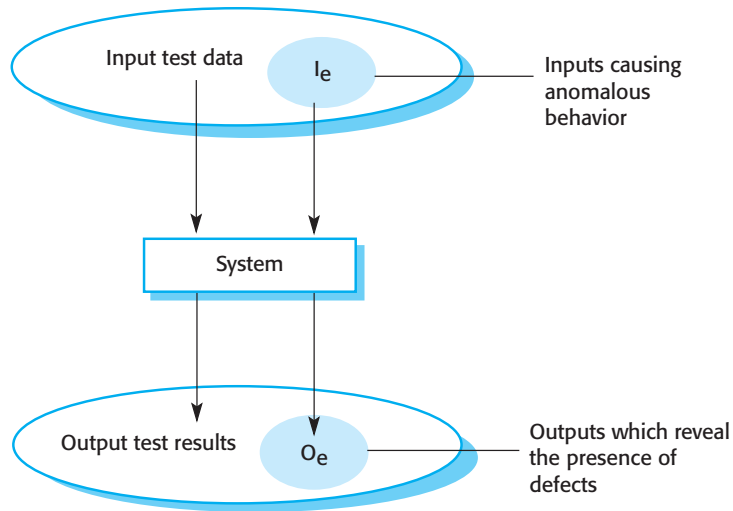 Input test data
Ie
Inputs causing
anomalous
behavior
System
Output test results
Oe
Outputs which reveal
the presence of
defects